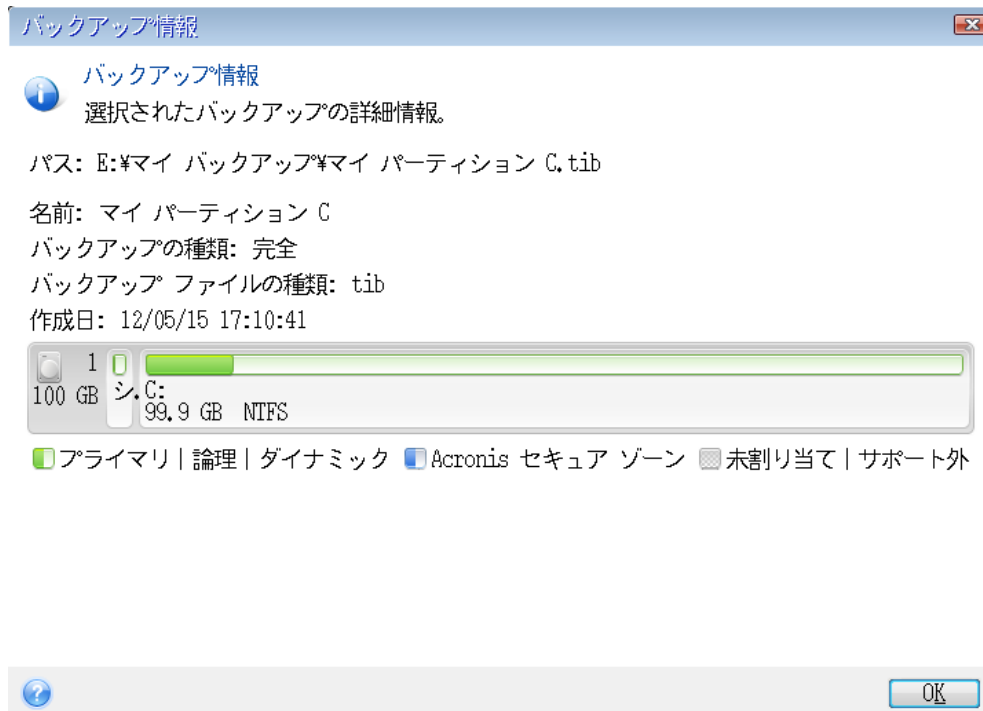 バックアップ情報
バックアップ情報
選択されたバックアップの詳細情報。
パス: E:¥マイ バックアップ¥マイ パーティション C.tib
名前: マイ パーティション C
バックアップの種類: 完全
バックアップ ファイルの種類: tib
作成日: 12/05/15 17:10:41
1
100 GB
シ.
C:
99.9 GB NTFS
プライマリ|論理|ダイナミック Acronis セキュア ゾーン 未割り当て|サポート外
OK